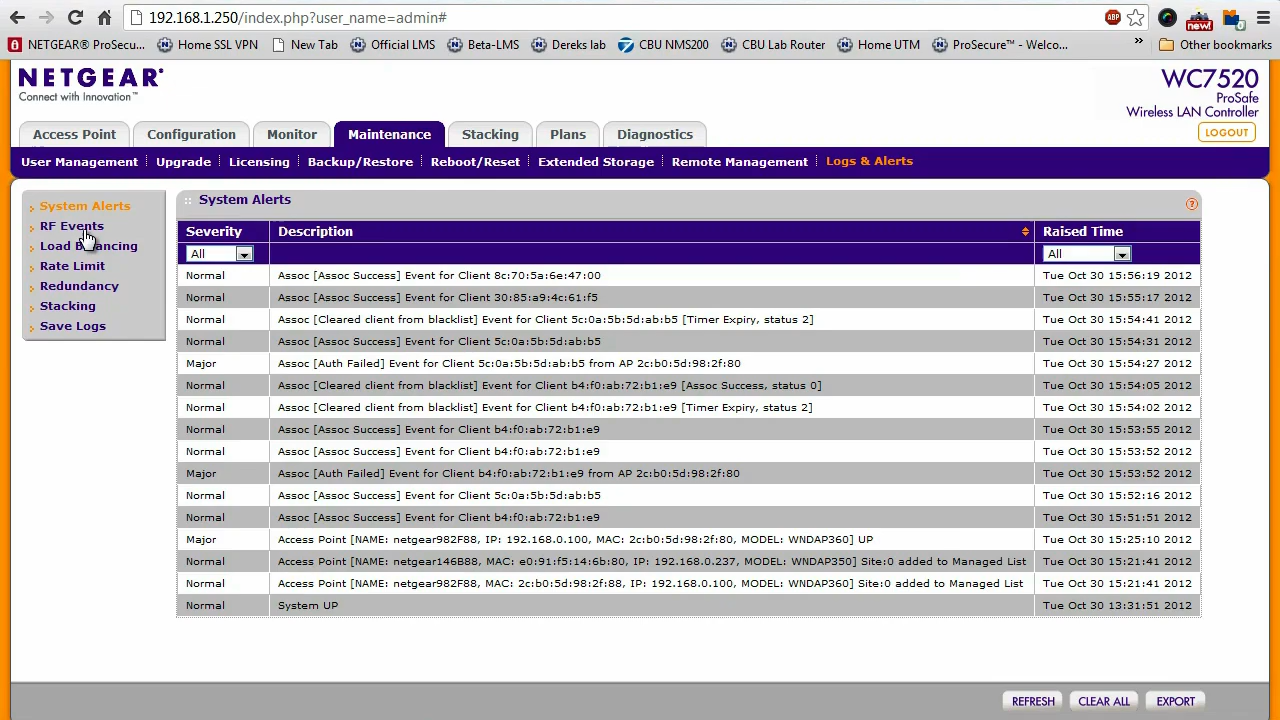 192.168.1.250/index.php?user_name=admin#
ABP
new!
NETGEAR® ProSecu... Home SSL VPN New Tab Official LMS Beta-LMS Dereks lab CBU NMS200 CBU Lab Router Home UTM ProSecure™ - Welco... » Other bookmarks
NETGEAR®
Connect with Innovation™
WC7520
ProSafe
Wireless LAN Controller
Access Point Configuration Monitor Maintenance Stacking Plans Diagnostics LOGOUT
User Management Upgrade Licensing Backup/Restore Reboot/Reset Extended Storage Remote Management Logs & Alerts
System Alerts
RF Events
Load Balancing
Rate Limit
Redundancy
Stacking
Save Logs
System Alerts ?
Severity Description Raised Time
All All
Normal Assoc [Assoc Success] Event for Client 8c:70:5a:6e:47:00 Tue Oct 30 15:56:19 2012
Normal Assoc [Assoc Success] Event for Client 30:85:a9:4c:61:f5 Tue Oct 30 15:55:17 2012
Normal Assoc [Cleared client from blacklist] Event for Client 5c:0a:5b:5d:ab:b5 [Timer Expiry, status 2] Tue Oct 30 15:54:41 2012
Normal Assoc [Assoc Success] Event for Client 5c:0a:5b:5d:ab:b5 Tue Oct 30 15:54:31 2012
Major Assoc [Auth Failed] Event for Client 5c:0a:5b:5d:ab:b5 from AP 2c:b0:5d:98:2f:80 Tue Oct 30 15:54:27 2012
Normal Assoc [Cleared client from blacklist] Event for Client b4:f0:ab:72:b1:e9 [Assoc Success, status 0] Tue Oct 30 15:54:05 2012
Normal Assoc [Cleared client from blacklist] Event for Client b4:f0:ab:72:b1:e9 [Timer Expiry, status 2] Tue Oct 30 15:54:02 2012
Normal Assoc [Assoc Success] Event for Client b4:f0:ab:72:b1:e9 Tue Oct 30 15:53:55 2012
Normal Assoc [Assoc Success] Event for Client b4:f0:ab:72:b1:e9 Tue Oct 30 15:53:52 2012
Major Assoc [Auth Failed] Event for Client b4:f0:ab:72:b1:e9 from AP 2c:b0:5d:98:2f:80 Tue Oct 30 15:53:52 2012
Normal Assoc [Assoc Success] Event for Client 5c:0a:5b:5d:ab:b5 Tue Oct 30 15:52:16 2012
Normal Assoc [Assoc Success] Event for Client b4:f0:ab:72:b1:e9 Tue Oct 30 15:51:51 2012
Major Access Point [NAME: netgear982F88, IP: 192.168.0.100, MAC: 2c:b0:5d:98:2f:80, MODEL: WNDAP360] UP Tue Oct 30 15:25:10 2012
Normal Access Point [NAME: netgear146B88, MAC: e0:91:f5:14:6b:80, IP: 192.168.0.237, MODEL: WNDAP350] Site:0 added to Managed List Tue Oct 30 15:21:41 2012
Normal Access Point [NAME: netgear982F88, MAC: 2c:b0:5d:98:2f:88, IP: 192.168.0.100, MODEL: WNDAP360] Site:0 added to Managed List Tue Oct 30 15:21:41 2012
Normal System UP Tue Oct 30 13:31:51 2012
REFRESH CLEAR ALL EXPORT